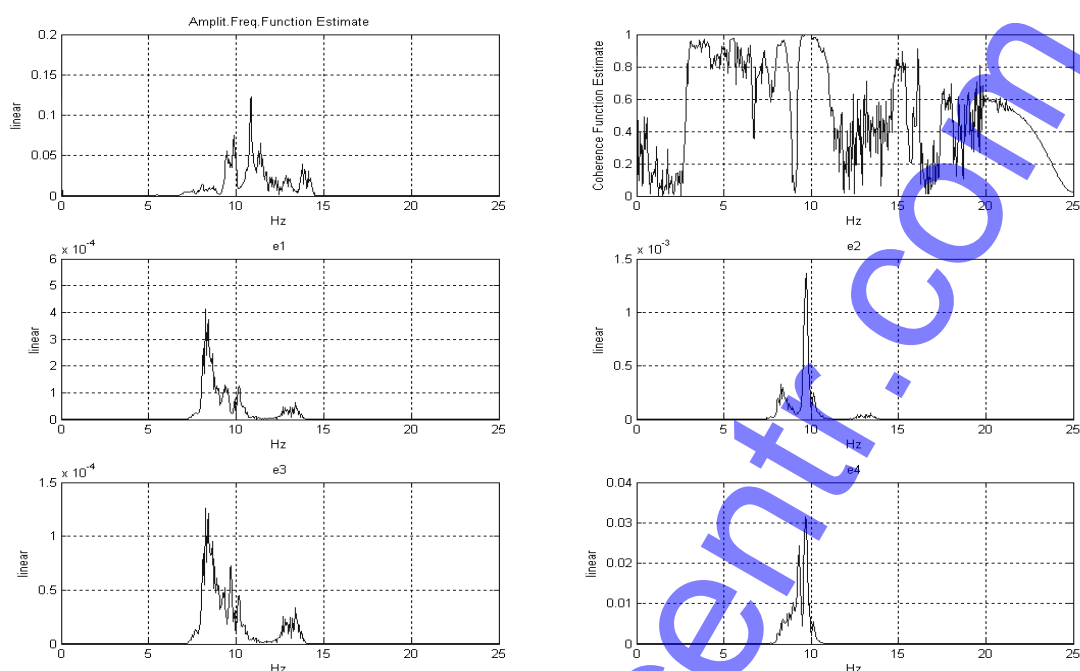 Amplit.Freq.Function Estimate
0.2
0.15
0.1
0.05
0
linear
0 5 10 15 20 25
Hz
1
0.8
0.6
0.4
0.2
0
Coherence Function Estimate
0 5 10 15 20 25
Hz
x 10^-4
e1
6
5
4
3
2
1
0
linear
0 5 10 15 20 25
Hz
x 10^-3
e2
1.5
1
0.5
0
linear
0 5 10 15 20 25
Hz
x 10^-4
e3
1.5
1
0.5
0
linear
0 5 10 15 20 25
Hz
e4
0.04
0.03
0.02
0.01
0
linear
0 5 10 15 20 25
Hz
sentr.com